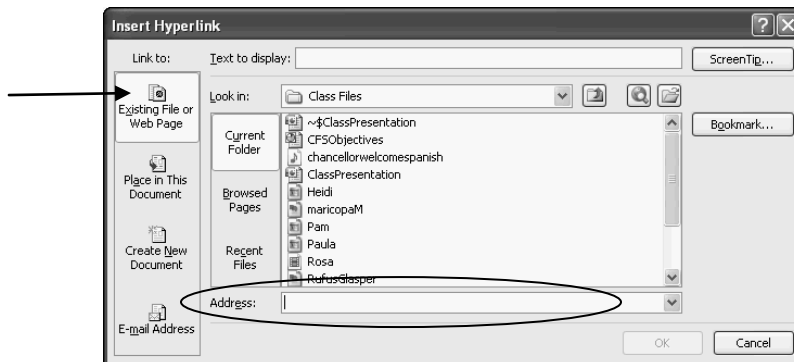 Insert Hyperlink
Link to:
Text to display:
ScreenTip...
Existing File or
Web Page
Look in:
Class Files
Bookmark...
Current
Folder
~$ClassPresentation
CFSObjectives
chancellorwelcomespanish
ClassPresentation
Heidi
maricopaM
Pam
Paula
Rosa
RufusGlasper
Place in This
Document
Browsed
Pages
Create New
Document
Recent
Files
E-mail Address
Address:
OK
Cancel